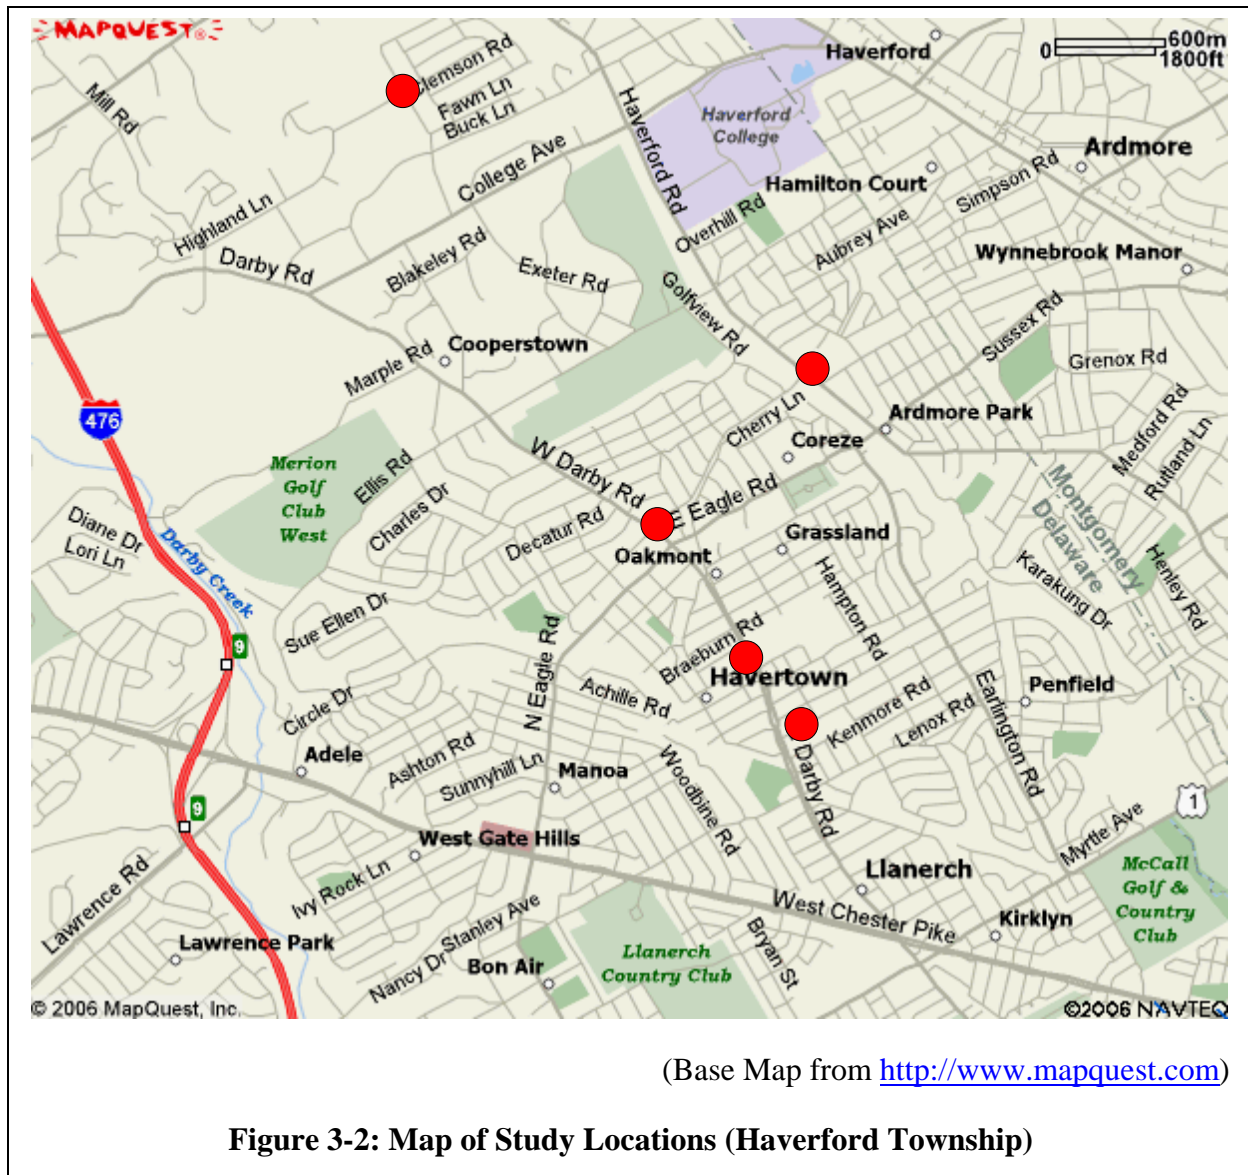 MAPQUEST
Clemson Rd
Fawn Ln
Buck Ln
Mill Rd
Haverford
0
600m
1800ft
Haverford Rd
Haverford
College
Ardmore
College Ave
Hamilton Court
Simpson Rd
Highland Ln
Overhill Rd
Aubrey Ave
Darby Rd
Blakeley Rd
Exeter Rd
Wynnebrook Manor
Golfview Rd
Sussex Rd
Marple Rd
Cooperstown
Grenox Rd
476
Cherry Ln
Ardmore Park
Medford Rd
Rutland Ln
Coreze
Merion
Golf
Club
West
Ellis Rd
W Darby Rd
E Eagle Rd
Charles Dr
Decatur Rd
Montgomery
Delaware
Diane Dr
Lori Ln
Darby Creek
Oakmont
Grassland
Hampton Rd
Karakung Dr
Henley Rd
Sue Ellen Dr
9
N Eagle Rd
Braeburn Rd
Havertown
Achille Rd
Kenmore Rd
Lenox Rd
Earlington Rd
Penfield
Circle Dr
Adele
Ashton Rd
Sunnyhill Ln
Manoa
Woodbine Rd
Darby Rd
1
9
West Gate Hills
Myrtle Ave
Ivy Rock Ln
Llanerch
McCall
Golf &
Country
Club
Lawrence Rd
Stanley Ave
West Chester Pike
Kirklyn
Lawrence Park
Nancy Dr
Bon Air
Llanerch
Country Club
Bryan St
© 2006 MapQuest, Inc.
©2006 NAVTEQ
(Base Map from http://www.mapquest.com)
Figure 3-2: Map of Study Locations (Haverford Township)